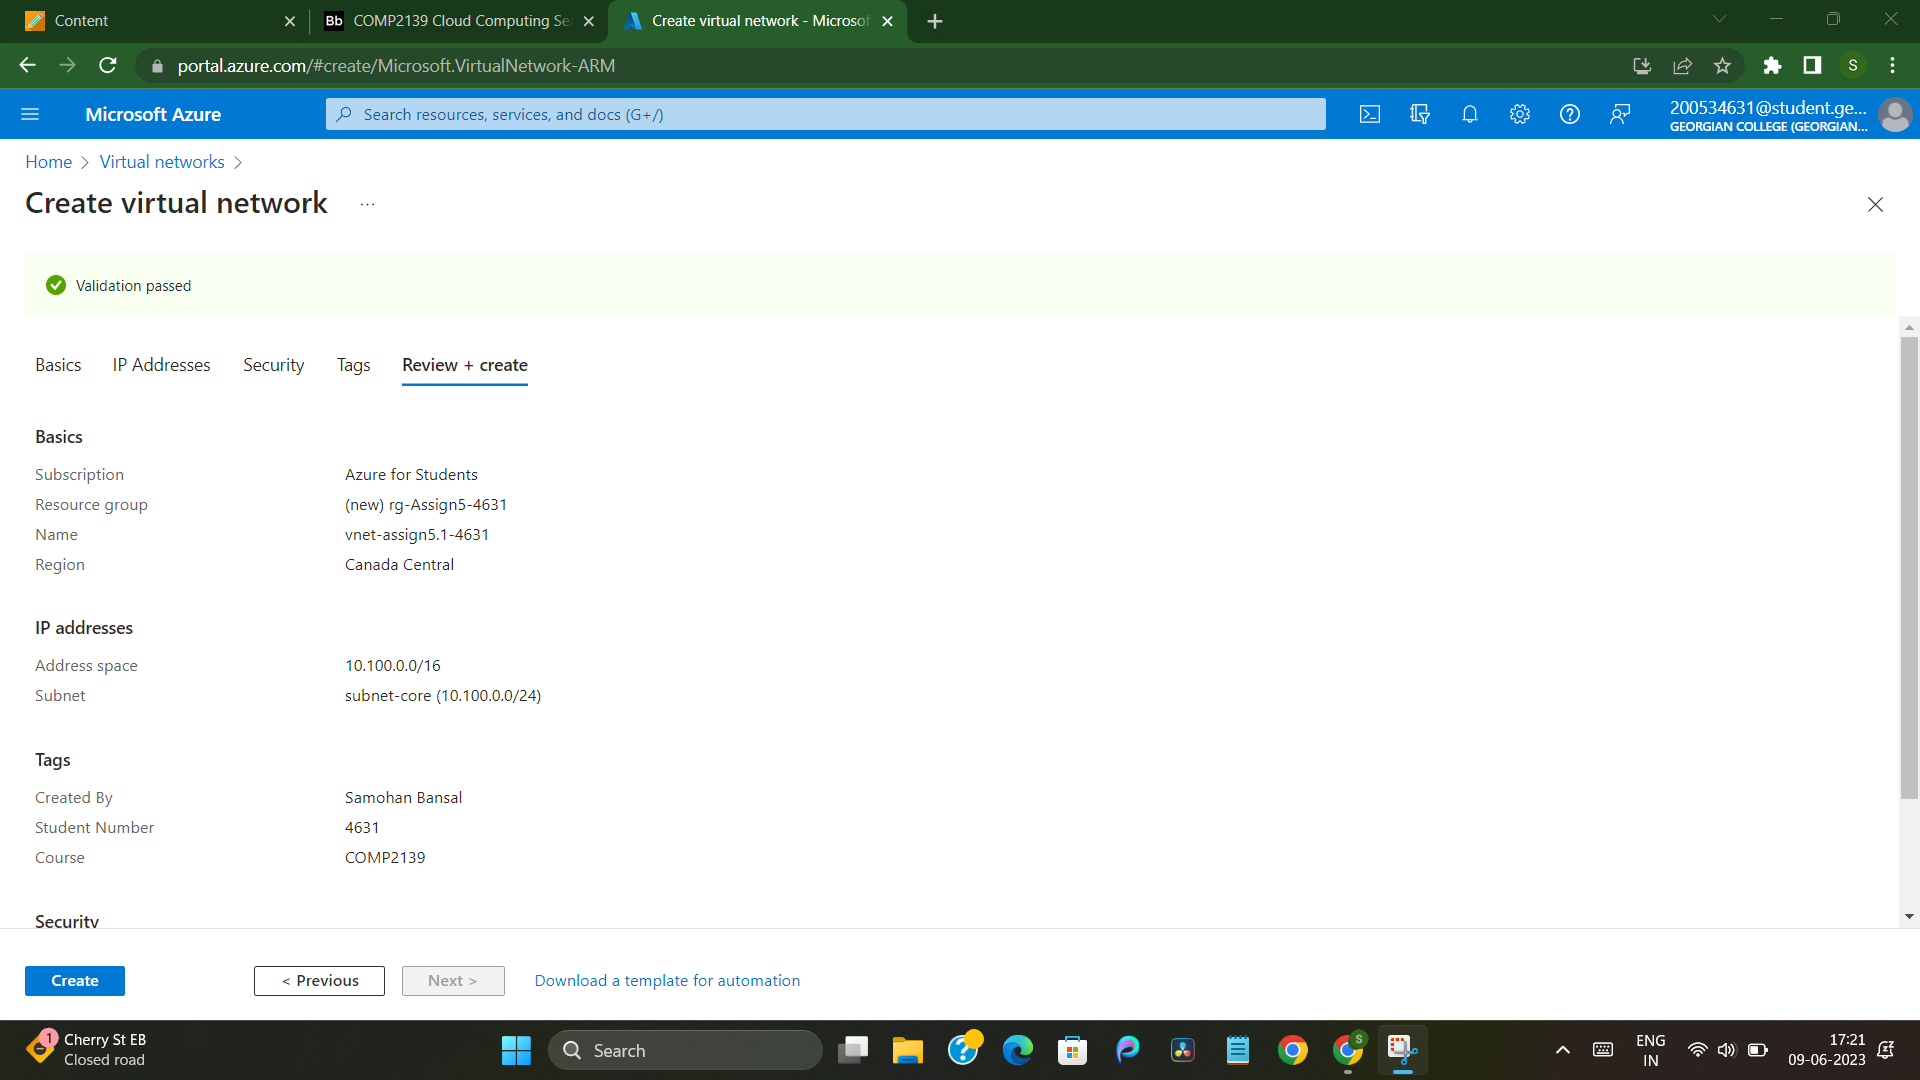 Content
Bb COMP2139 Cloud Computing Se
Create virtual network - Microsof
portal.azure.com/#create/Microsoft.VirtualNetwork-ARM
S
Microsoft Azure
Search resources, services, and docs (G+/)
200534631@student.ge...
GEORGIAN COLLEGE (GEORGIAN...
Home > Virtual networks >
Create virtual network ...
Validation passed
Basics IP Addresses Security Tags Review + create
Basics
Subscription Azure for Students
Resource group (new) rg-Assign5-4631
Name vnet-assign5.1-4631
Region Canada Central
IP addresses
Address space 10.100.0.0/16
Subnet subnet-core (10.100.0.0/24)
Tags
Created By Samohan Bansal
Student Number 4631
Course COMP2139
Security
Create < Previous Next > Download a template for automation
1
Cherry St EB
Closed road
Search
S
ENG
IN
17:21
09-06-2023